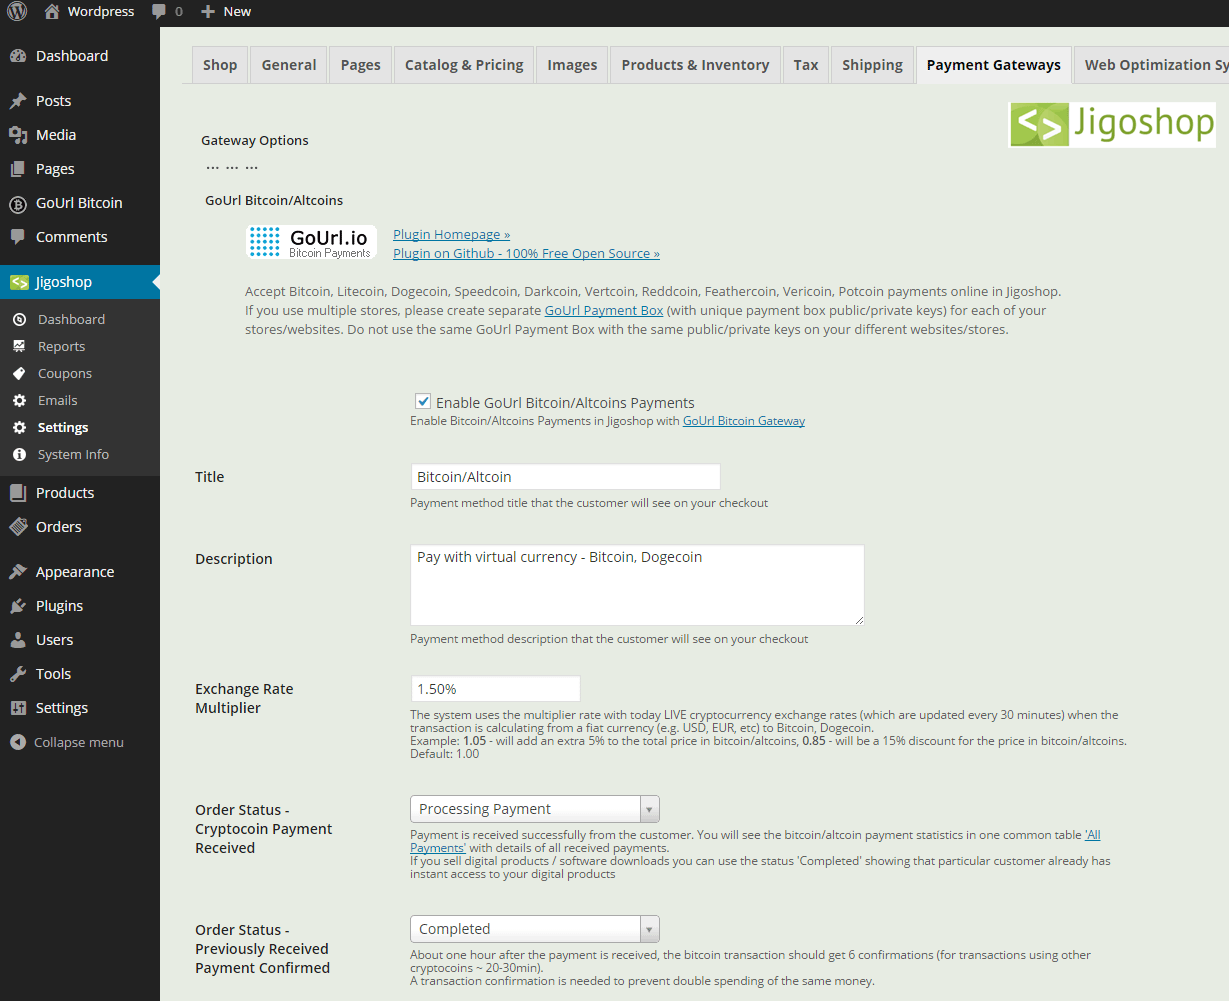 Wordpress 0 New
Dashboard
Posts
Media
Pages
GoUrl Bitcoin
Comments
Jigoshop
Dashboard
Reports
Coupons
Emails
Settings
System Info
Products
Orders
Appearance
Plugins
Users
Tools
Settings
Collapse menu
Shop General Pages Catalog & Pricing Images Products & Inventory Tax Shipping Payment Gateways Web Optimization Sy
Jigoshop
Gateway Options
... ... ...
GoUrl Bitcoin/Altcoins
GoUrl.io
Bitcoin Payments
Plugin Homepage »
Plugin on Github - 100% Free Open Source »
Accept Bitcoin, Litecoin, Dogecoin, Speedcoin, Darkcoin, Vertcoin, Reddcoin, Feathercoin, Vericoin, Potcoin payments online in Jigoshop.
If you use multiple stores, please create separate GoUrl Payment Box (with unique payment box public/private keys) for each of your
stores/websites. Do not use the same GoUrl Payment Box with the same public/private keys on your different websites/stores.
Enable GoUrl Bitcoin/Altcoins Payments
Enable Bitcoin/Altcoins Payments in Jigoshop with GoUrl Bitcoin Gateway
Title
Bitcoin/Altcoin
Payment method title that the customer will see on your checkout
Description
Pay with virtual currency - Bitcoin, Dogecoin
Payment method description that the customer will see on your checkout
Exchange Rate
Multiplier
1.50%
The system uses the multiplier rate with today LIVE cryptocurrency exchange rates (which are updated every 30 minutes) when the
transaction is calculating from a fiat currency (e.g. USD, EUR, etc) to Bitcoin, Dogecoin.
Example: 1.05 - will add an extra 5% to the total price in bitcoin/altcoins, 0.85 - will be a 15% discount for the price in bitcoin/altcoins.
Default: 1.00
Order Status -
Cryptocoin Payment
Received
Processing Payment
Payment is received successfully from the customer. You will see the bitcoin/altcoin payment statistics in one common table 'All
Payments' with details of all received payments.
If you sell digital products / software downloads you can use the status 'Completed' showing that particular customer already has
instant access to your digital products
Order Status -
Previously Received
Payment Confirmed
Completed
About one hour after the payment is received, the bitcoin transaction should get 6 confirmations (for transactions using other
cryptocoins ~ 20-30min).
A transaction confirmation is needed to prevent double spending of the same money.